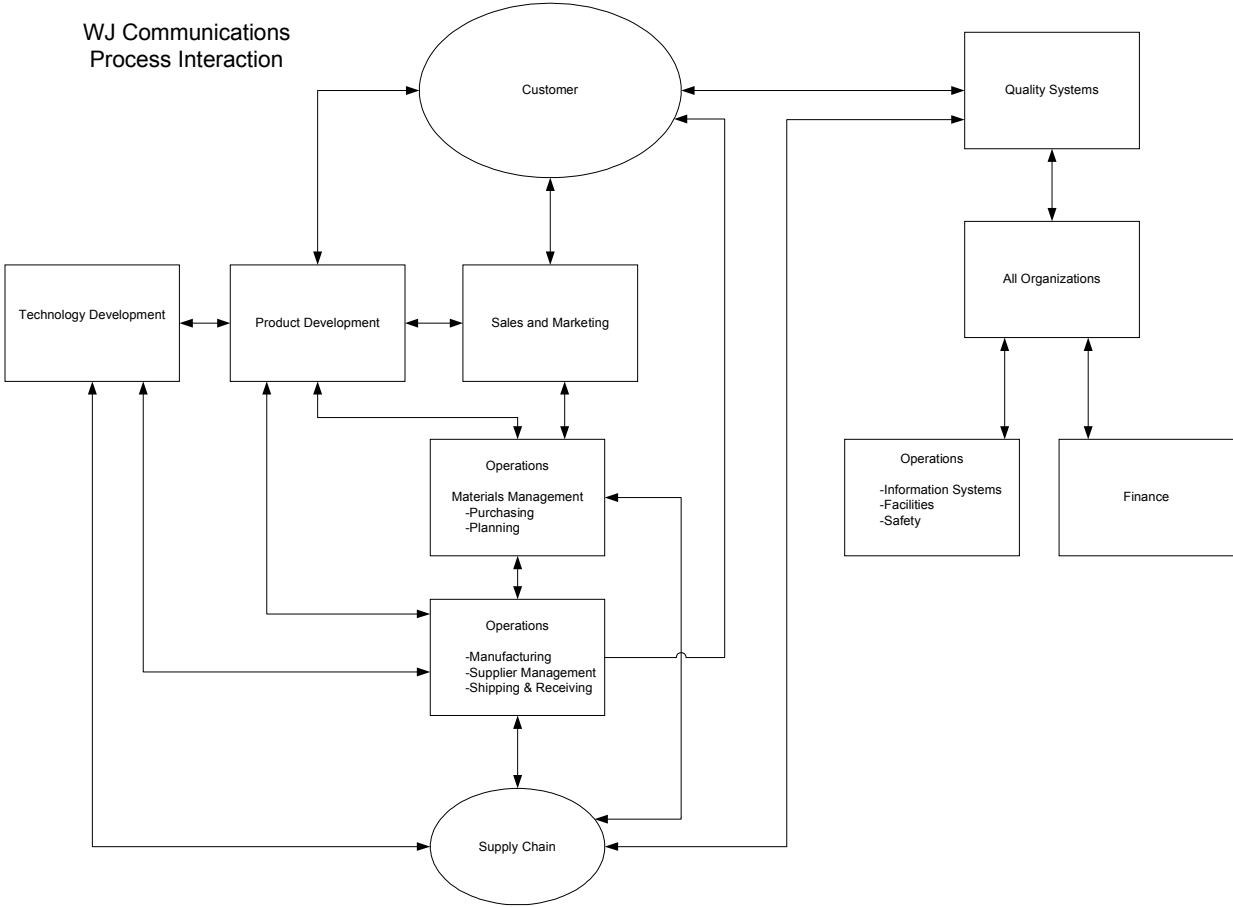 WJ Communications
Process Interaction
Customer
Quality Systems
All Organizations
Technology Development
Product Development
Sales and Marketing
Operations
Materials Management
-Purchasing
-Planning
Operations
-Information Systems
-Facilities
-Safety
Finance
Operations
-Manufacturing
-Supplier Management
-Shipping & Receiving
Supply Chain